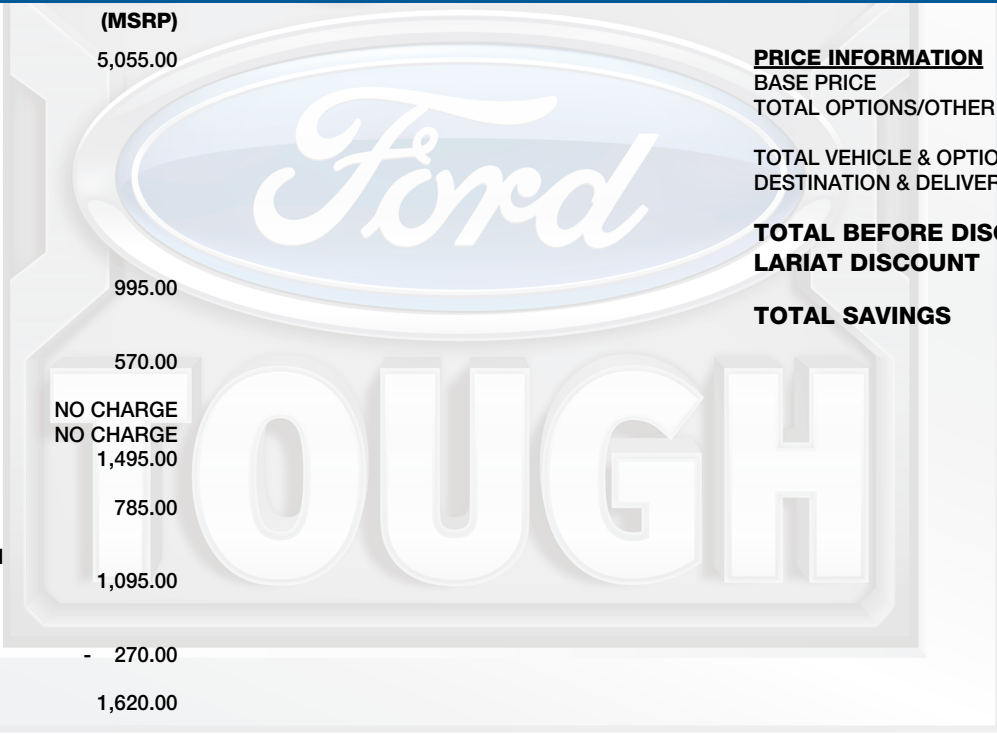 (MSRP)
5,055.00
995.00
570.00
NO CHARGE
NO CHARGE
1,495.00
785.00
1,095.00
- 270.00
1,620.00
PRICE INFORMATION
BASE PRICE
TOTAL OPTIONS/OTHER
TOTAL VEHICLE & OPTIO
DESTINATION & DELIVER
TOTAL BEFORE DISC
LARIAT DISCOUNT
TOTAL SAVINGS
Ford
TOUGH